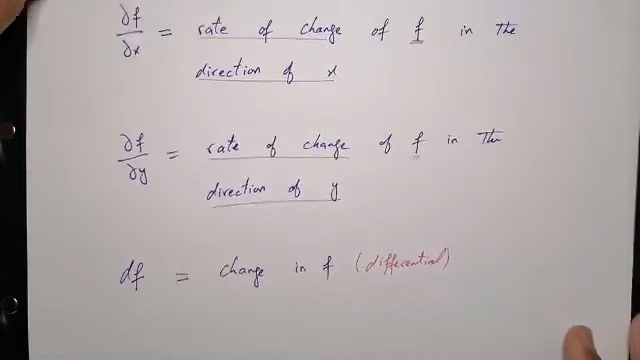 ∂f/∂x = rate of change of f in the
direction of x
∂f/∂y = rate of change of f in the
direction of y
df = change in f (differential)